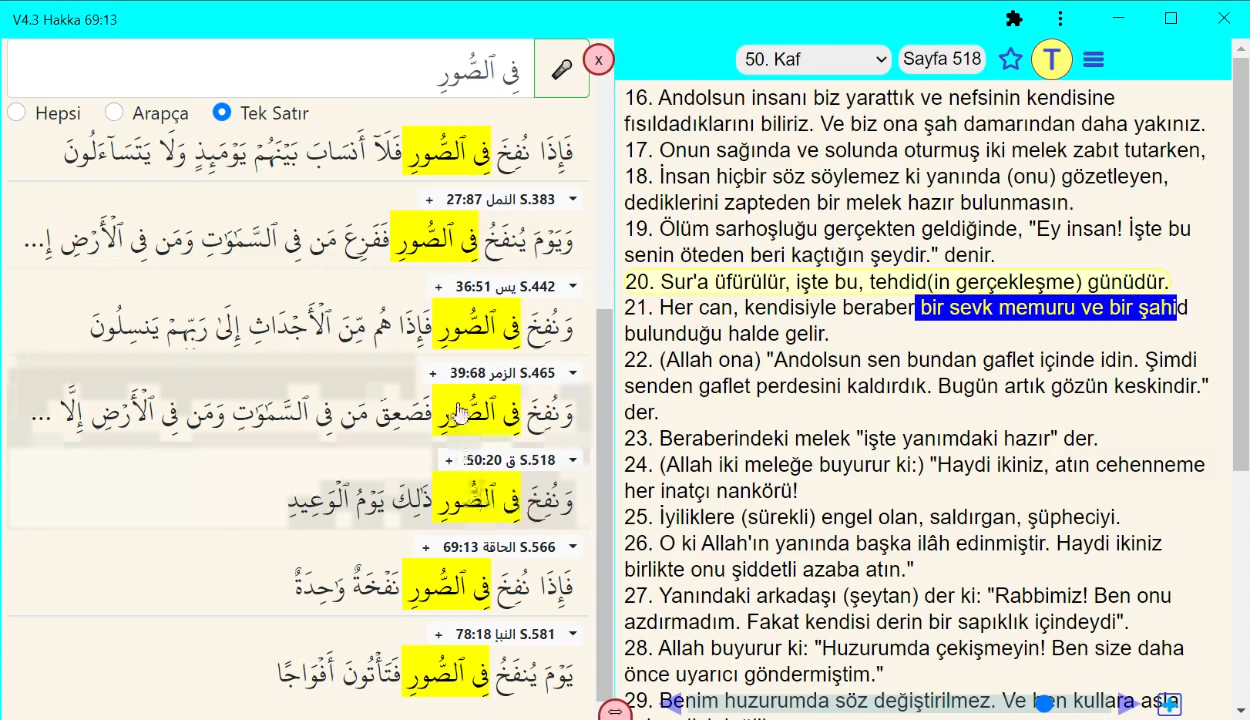 V4.3 Hakka 69:13
فِي ٱلصُّورِ
x
Hepsi
Arapça
Tek Satır
فَإِذَا نُفِخَ فِي ٱلصُّورِ فَلَآ أَنسَابَ بَيْنَهُمْ يَوْمَئِذٍ وَلَا يَتَسَآءَلُونَ
S.383 النمل 27:87 +
وَيَوْمَ يُنفَخُ فِي ٱلصُّورِ فَفَزِعَ مَن فِي ٱلسَّمَٰوَٰتِ وَمَن فِي ٱلْأَرْضِ إِ...
S.442 يس 36:51 +
وَنُفِخَ فِي ٱلصُّورِ فَإِذَا هُم مِّنَ ٱلْأَجْدَاثِ إِلَىٰ رَبِّهِمْ يَنسِلُونَ
S.465 الزمر 39:68 +
وَنُفِخَ فِي ٱلصُّورِ فَصَعِقَ مَن فِي ٱلسَّمَٰوَٰتِ وَمَن فِي ٱلْأَرْضِ إِلَّا ...
S.518 ق 50:20 +
وَنُفِخَ فِي ٱلصُّورِ ذَٰلِكَ يَوْمُ ٱلْوَعِيدِ
S.566 الحاقة 69:13 +
فَإِذَا نُفِخَ فِي ٱلصُّورِ نَفْخَةٌ وَٰحِدَةٌ
S.581 النبإ 78:18 +
يَوْمَ يُنفَخُ فِي ٱلصُّورِ فَتَأْتُونَ أَفْوَاجًا
50. Kaf
Sayfa 518
T
16. Andolsun insanı biz yarattık ve nefsinin kendisine
fısıldadıklarını biliriz. Ve biz ona şah damarından daha yakınız.
17. Onun sağında ve solunda oturmuş iki melek zabıt tutarken,
18. İnsan hiçbir söz söylemez ki yanında (onu) gözetleyen,
dediklerini zapteden bir melek hazır bulunmasın.
19. Ölüm sarhoşluğu gerçekten geldiğinde, "Ey insan! İşte bu
senin öteden beri kaçtığın şeydir." denir.
20. Sur'a üfürülür, işte bu, tehdid(in gerçekleşme) günüdür.
21. Her can, kendisiyle beraber bir sevk memuru ve bir şahid
bulunduğu halde gelir.
22. (Allah ona) "Andolsun sen bundan gaflet içinde idin. Şimdi
senden gaflet perdesini kaldırdık. Bugün artık gözün keskindir."
der.
23. Beraberindeki melek "işte yanımdaki hazır" der.
24. (Allah iki meleğe buyurur ki:) "Haydi ikiniz, atın cehenneme
her inatçı nankörü!
25. İyiliklere (sürekli) engel olan, saldırgan, şüpheciyi.
26. O ki Allah'ın yanında başka ilâh edinmiştir. Haydi ikiniz
birlikte onu şiddetli azaba atın."
27. Yanındaki arkadaşı (şeytan) der ki: "Rabbimiz! Ben onu
azdırmadım. Fakat kendisi derin bir sapıklık içindeydi".
28. Allah buyurur ki: "Huzurumda çekişmeyin! Ben size daha
önce uyarıcı göndermiştim."
29. Benim huzurumda söz değiştirilmez. Ve ben kullara asla